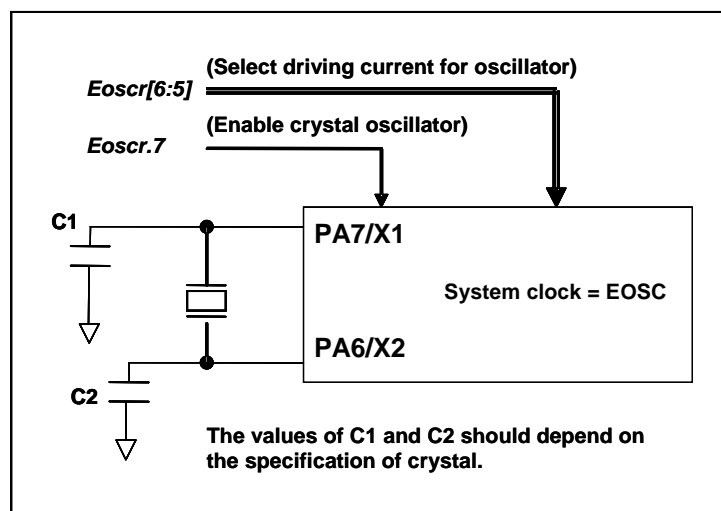 (Select driving current for oscillator)
Eoscr[6:5]
(Enable crystal oscillator)
Eoscr.7
C1
PA7/X1
System clock = EOSC
PA6/X2
C2
The values of C1 and C2 should depend on
the specification of crystal.